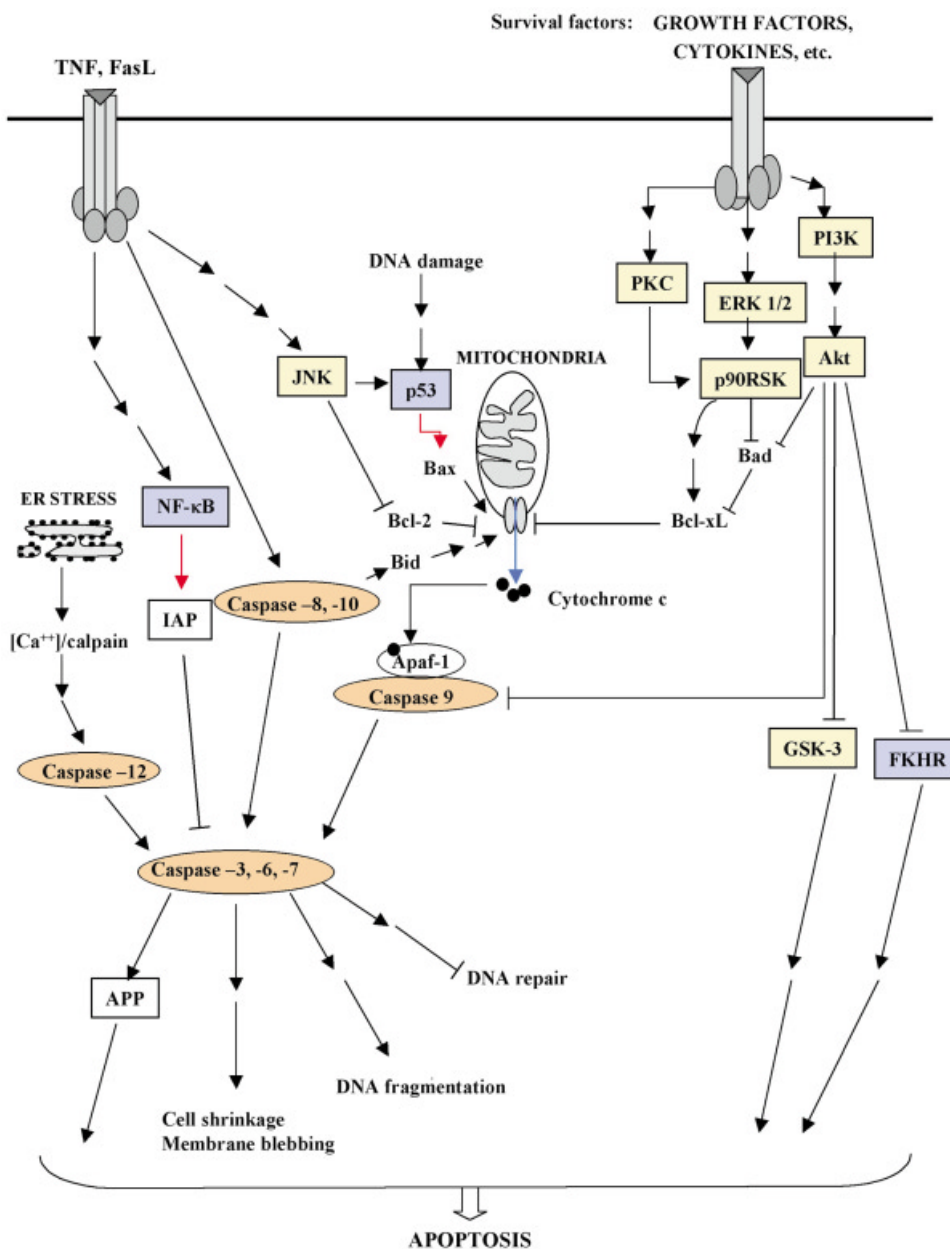 Survival factors: GROWTH FACTORS,
CYTOKINES, etc.
TNF, FasL
PI3K
DNA damage
PKC
ERK 1/2
MITOCHONDRIA
Akt
JNK
p53
p90RSK
Bax
Bad
ER STRESS
NF-κB
Bcl-2
Bcl-xL
Bid
Caspase –8, -10
Cytochrome c
IAP
[Ca++]/calpain
Apaf-1
Caspase 9
GSK-3
FKHR
Caspase –12
Caspase –3, -6, -7
DNA repair
APP
DNA fragmentation
Cell shrinkage
Membrane blebbing
APOPTOSIS